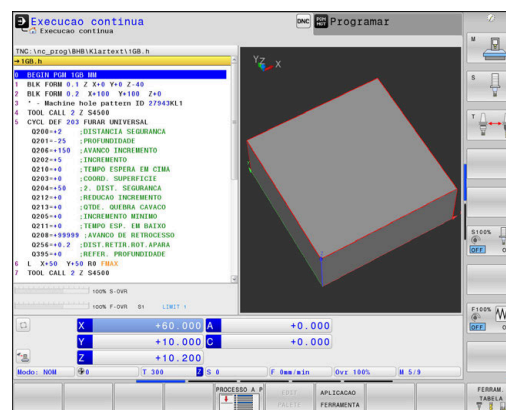 Execucao continua
Execucao continua
DNC
Programar
TNC:\nc_prog\BHB\Klartext\1GB.h
→1GB.h
0 BEGIN PGM 1GB MM
1 BLK FORM 0.1 Z X+0 Y+0 Z-40
2 BLK FORM 0.2 X+100 Y+100 Z+0
3 * - Machine hole pattern ID 27943KL1
4 TOOL CALL 2 Z S4500
5 CYCL DEF 203 FURAR UNIVERSAL
Q200=+2 ;DISTANCIA SEGURANCA
Q201=-25 ;PROFUNDIDADE
Q206=+150 ;AVANCO INCREMENTO
Q202=+5 ;INCREMENTO
Q210=+0 ;TEMPO ESPERA EM CIMA
Q203=+0 ;COORD. SUPERFICIE
Q204=+50 ;2. DIST. SEGURANCA
Q212=+0 ;REDUCAO INCREMENTO
Q213=+0 ;QTDE. QUEBRA CAVACO
Q205=+0 ;INCREMENTO MINIMO
Q211=+0 ;TEMPO ESP. EM BAIXO
Q208=+99999 ;AVANCO DE RETROCESSO
Q256=+0.2 ;DIST.RETIR.ROT.APARA
Q395=+0 ;REFER. PROFUNDIDADE
6 L X+50 Y+50 R0 FMAX
7 TOOL CALL 2 Z S4500
Y Z X
M
S
T
S100%
OFF
F100%
OFF
100% S-OVR
100% F-OVR S1 LIMIT 1
X +60.000 A +0.000
Y +10.000 C +0.000
Z +10.200
Modo: NOM 0 T 300 Z S 0 F 0mm/min Ovr 100% M 5/9
PROCESSO A P
APLICACAO
FERRAMENTA
FERRAM.
TABELA